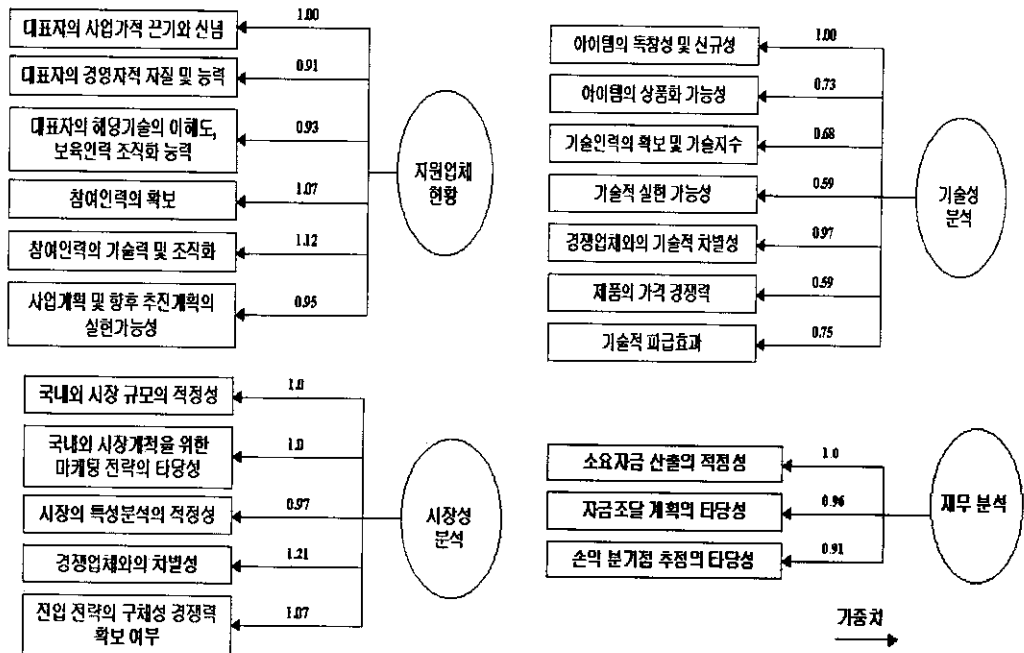 대표자의 사업가적 끈기와 신념
1.00
대표자의 경영자적 자질 및 능력
0.91
대표자의 해당기술의 이해도,
보육인력 조직화 능력
0.93
참여인력의 확보
1.07
참여인력의 기술력 및 조직화
1.12
사업계획 및 향후 추진계획의
실현가능성
0.95
지원업체
현황
아이템의 독창성 및 신규성
1.00
아이템의 상품화 가능성
0.73
기술인력의 확보 및 기술지수
0.68
기술적 실현 가능성
0.59
경쟁업체와의 기술적 차별성
0.97
제품의 가격 경쟁력
0.59
기술적 파급효과
0.75
기술성
분석
국내외 시장 규모의 적정성
1.0
국내외 시장개척을 위한
마케팅 전략의 타당성
1.0
시장의 특성분석의 적정성
0.97
경쟁업체와의 차별성
1.21
진입 전략의 구체성 경쟁력
확보 여부
1.07
시장성
분석
소요자금 산출의 적정성
1.0
자금조달 계획의 타당성
0.96
손익 분기점 추정의 타당성
0.91
재무 분석
가중치